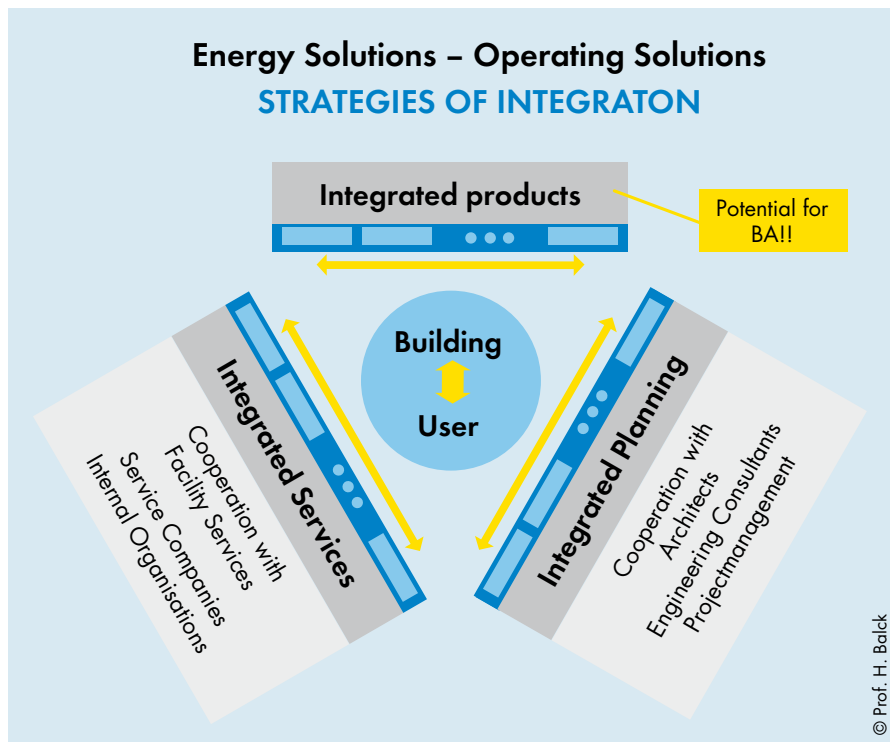 Energy Solutions – Operating Solutions
STRATEGIES OF INTEGRATON
Integrated products
Potential for
BA!!
Building
User
Integrated Services
Cooperation with
Facility Services
Service Companies
Internal Organisations
Integrated Planning
Cooperation with
Architects
Engineering Consultants
Projectmanagement
© Prof. H. Balck